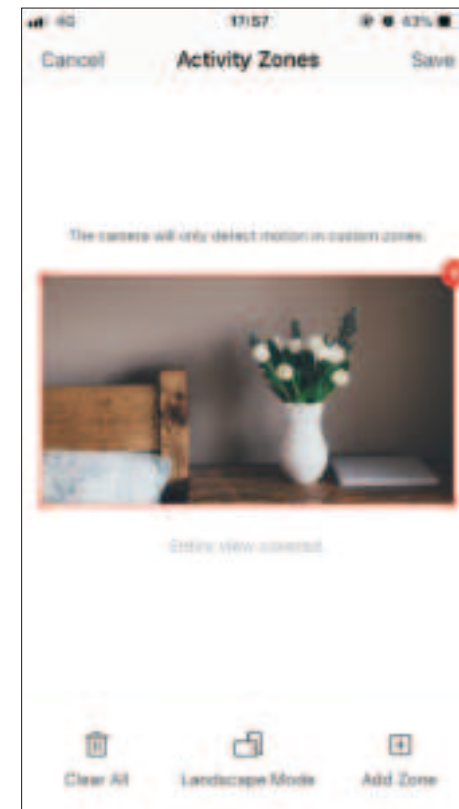 4G 17:57 43%
Cancel Activity Zones Save
The camera will only detect motion in custom zones.
Entire view covered.
Clear All Landscape Mode Add Zone